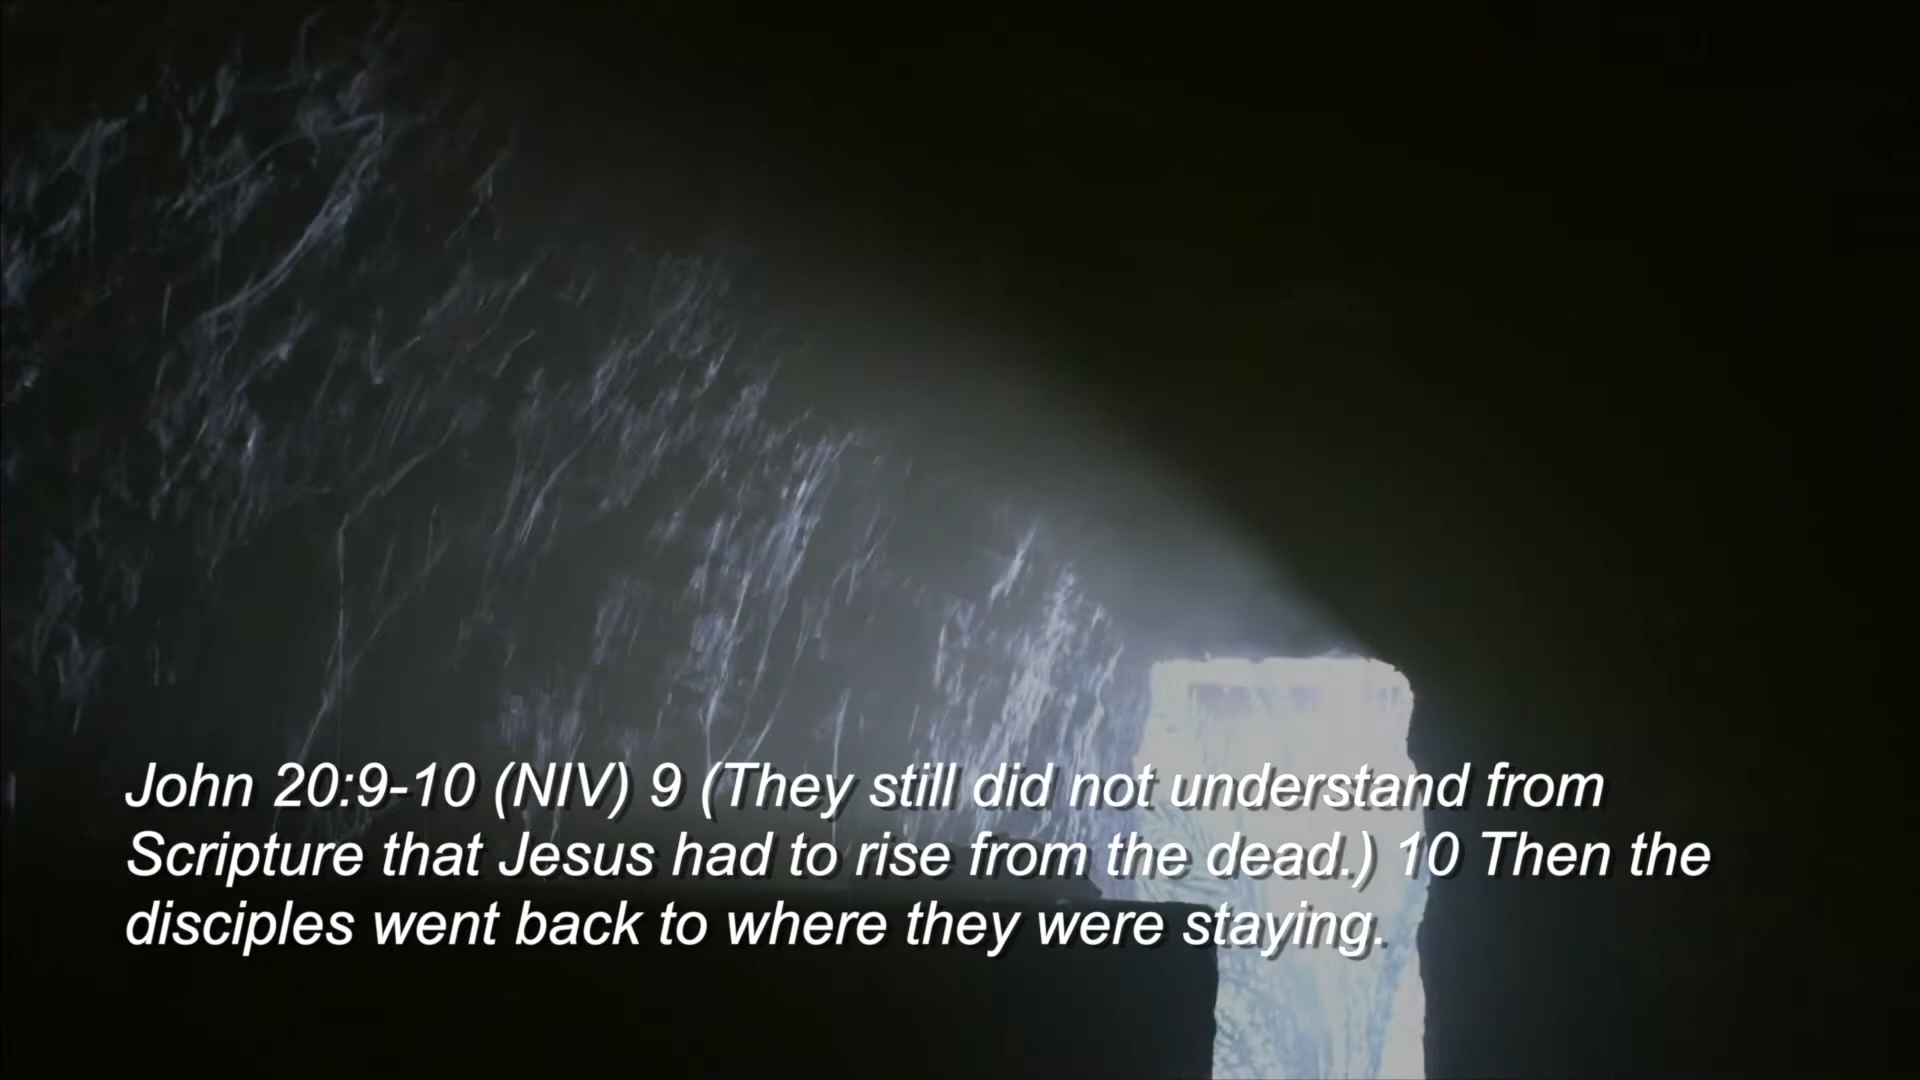 John 20:9-10 (NIV) 9 (They still did not understand from
Scripture that Jesus had to rise from the dead.) 10 Then the
disciples went back to where they were staying.